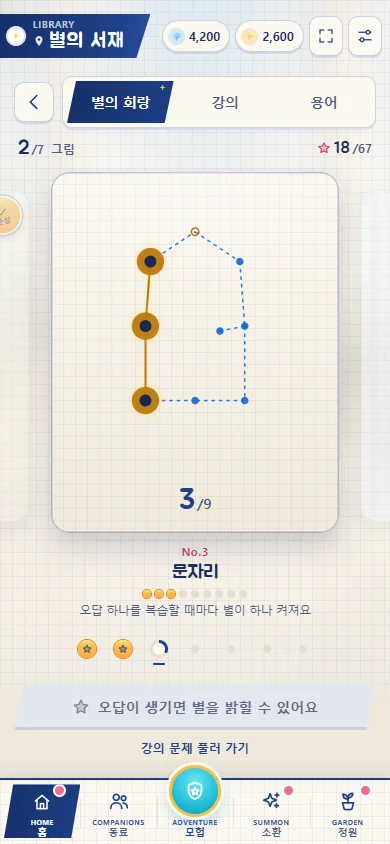 LIBRARY
별의 서재
4,200
2,600
별의 회랑
강의
용어
2/7 그림
18/67
3/9
No.3
문자리
오답 하나를 복습할 때마다 별이 하나 켜져요
오답이 생기면 별을 밝힐 수 있어요
강의 문제 풀러 가기
HOME
홈
COMPANIONS
동료
ADVENTURE
모험
SUMMON
소환
GARDEN
정원